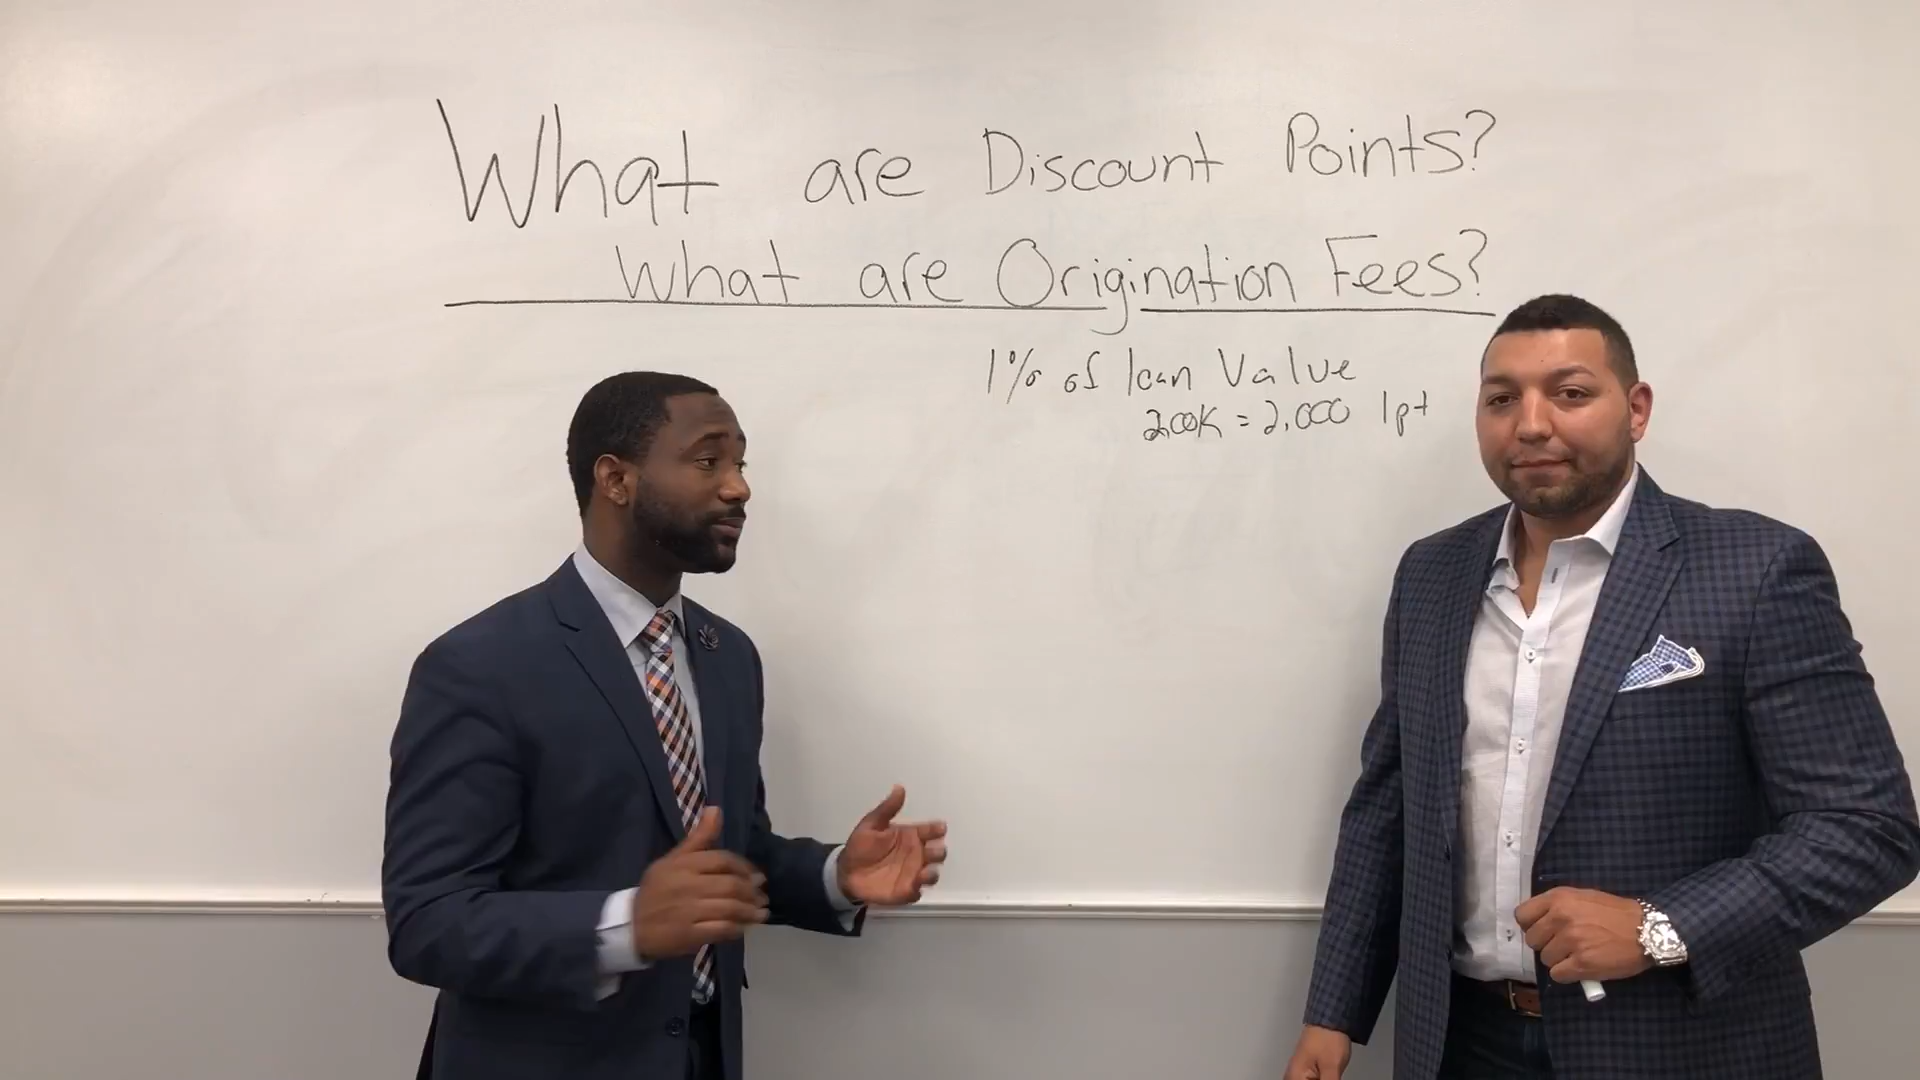 What are Discount Points?
What are Origination Fees?
1% of loan Value
200K = 2,000 1pt